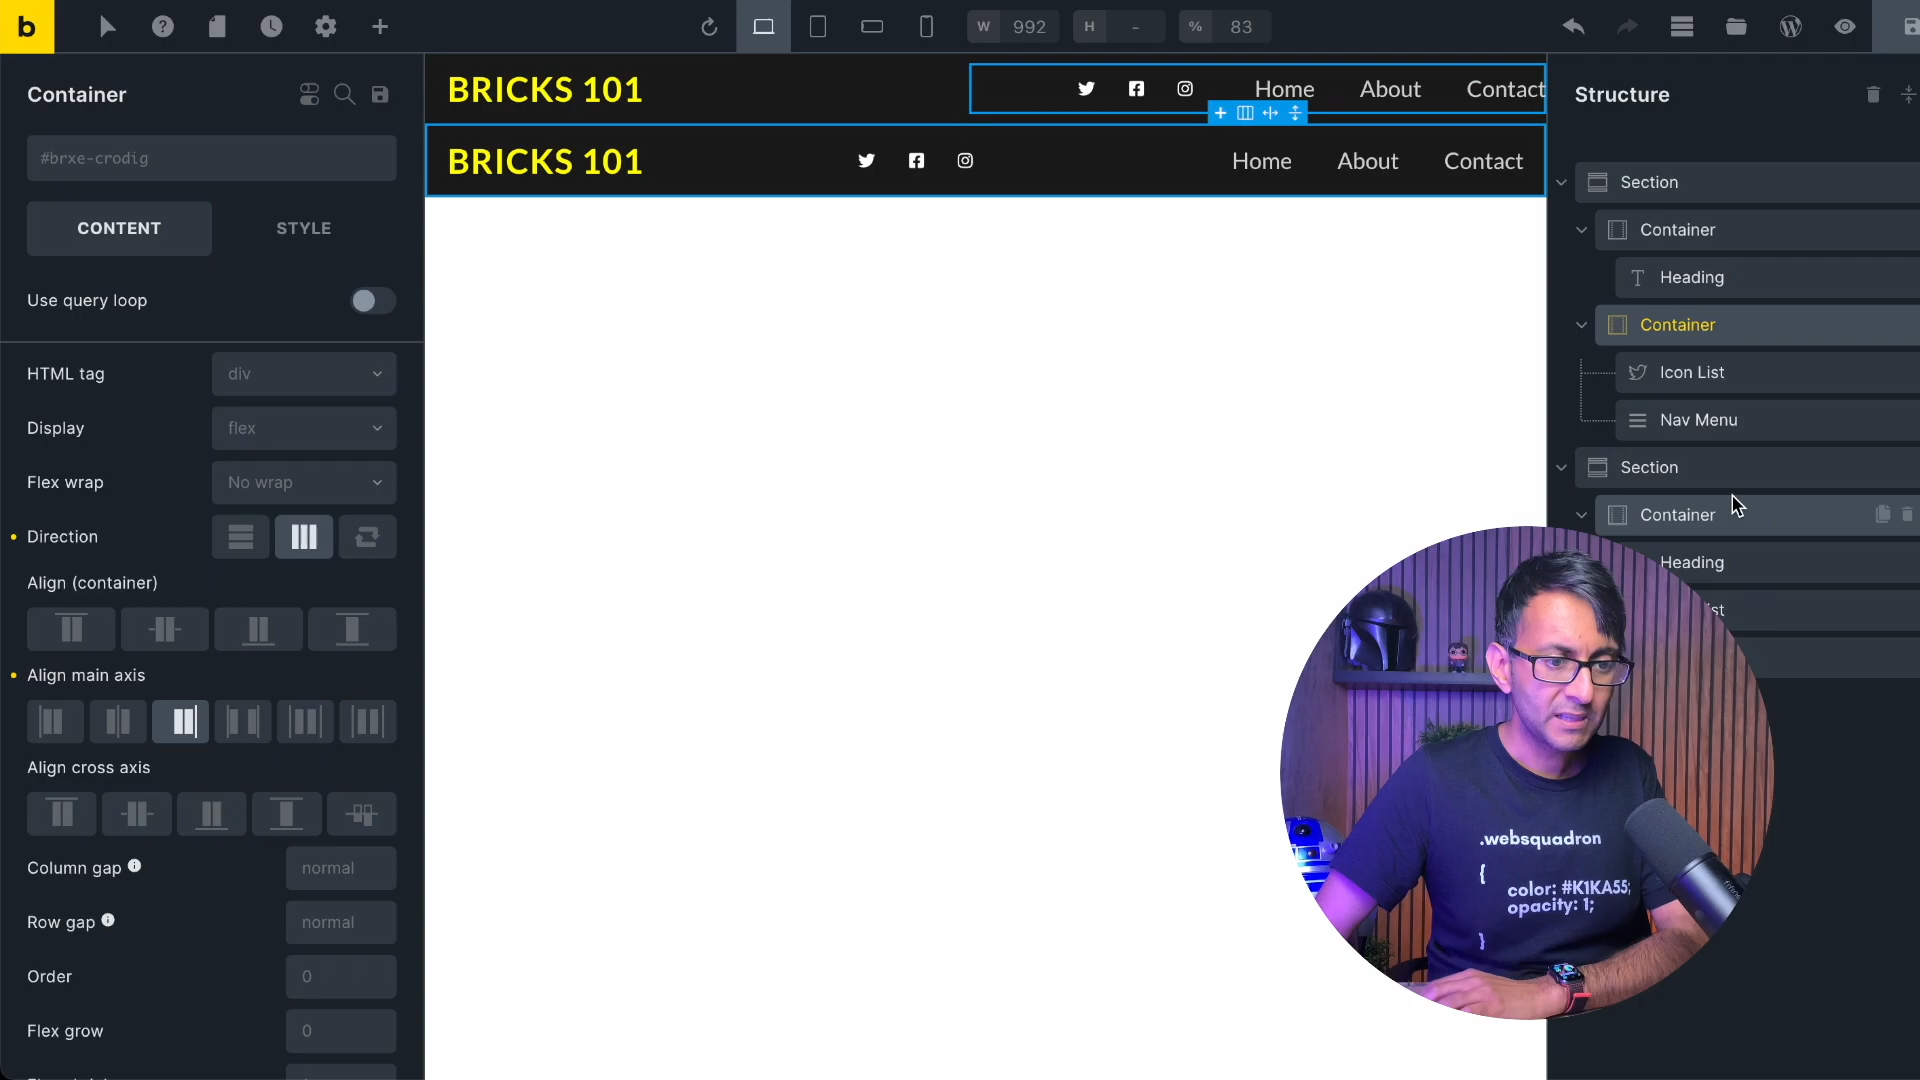 b
W 992 H - % 83
Container
#brxe-crodig
CONTENT STYLE
Use query loop
HTML tag div
Display flex
Flex wrap No wrap
Direction
Align (container)
Align main axis
Align cross axis
Column gap normal
Row gap normal
Order 0
Flex grow 0
BRICKS 101 Home About Contact
BRICKS 101 Home About Contact
Structure
Section
Container
Heading
Container
Icon List
Nav Menu
Section
Container
Heading
.websquadron
{
color: #K1KA55;
opacity: 1;
}